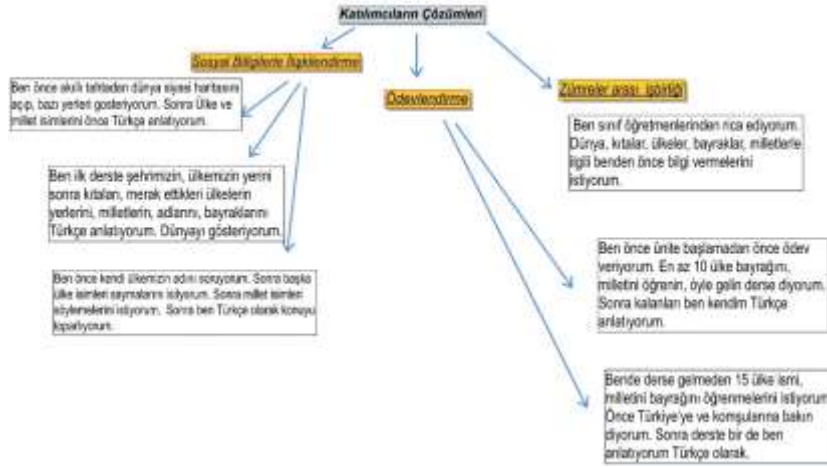 Katılımcıların Çözümleri
Sosyal Bilgilerle İlişkilendirme
Ödevlendirme
Zümreler arası işbirliği
Ben önce akıllı tahtadan dünya siyasi haritasını
açıp, bazı yerleri gösteriyorum. Sonra Ülke ve
millet isimlerini önce Türkçe anlatıyorum.
Ben ilk derste şehrimizin, ülkemizin yerini
sonra kıtaları, merak ettikleri ülkelerin
yerlerini, milletlerin, adlarını, bayraklarını
Türkçe anlatıyorum. Dünyayı gösteriyorum.
Ben önce kendi ülkemizin adını soruyorum. Sonra başka
ülke isimleri saymalarını istiyorum. Sonra millet isimleri
söylemelerini istiyorum. Sonra ben Türkçe olarak konuyu
toparlıyorum.
Ben sınıf öğretmenlerinden rica ediyorum.
Dünya, kıtalar, ülkeler, bayraklar, milletlerle
ilgili benden önce bilgi vermelerini
istiyorum.
Ben önce ünite başlamadan önce ödev
veriyorum. En az 10 ülke bayrağını,
milletini öğrenin, öyle gelin derse diyorum.
Sonra kalanları ben kendim Türkçe
anlatıyorum.
Bende derse gelmeden 15 ülke ismi,
milletini bayrağını öğrenmelerini istiyorum
Önce Türkiye'ye ve komşularına bakın
diyorum. Sonra derste bir de ben
anlatıyorum Türkçe olarak.